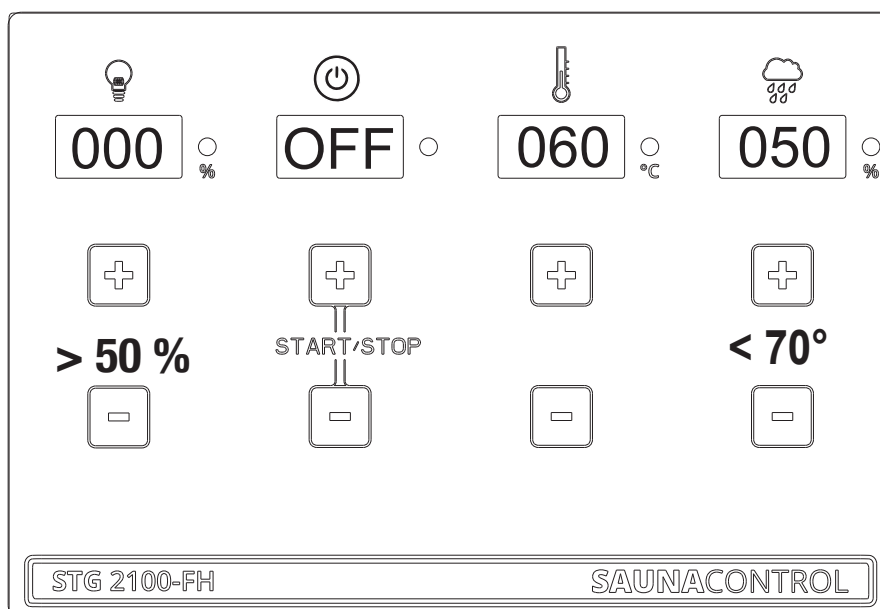 000 % OFF 060 °C 050 %
> 50 % START/STOP < 70°
STG 2100-FH SAUNACONTROL